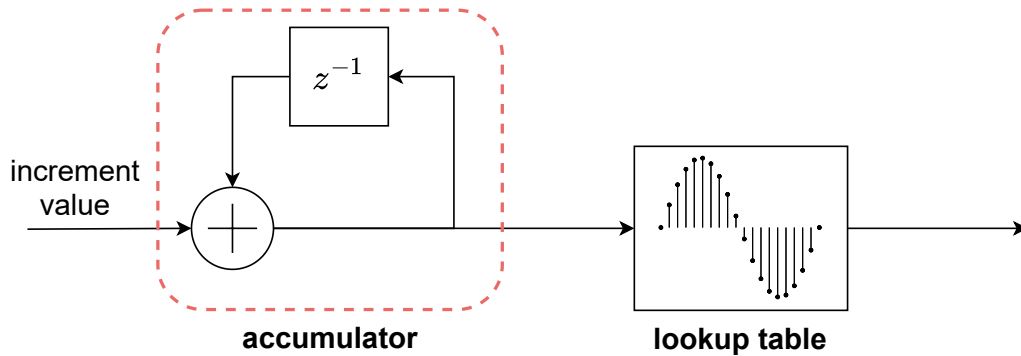 z⁻¹
increment
value
accumulator
lookup table